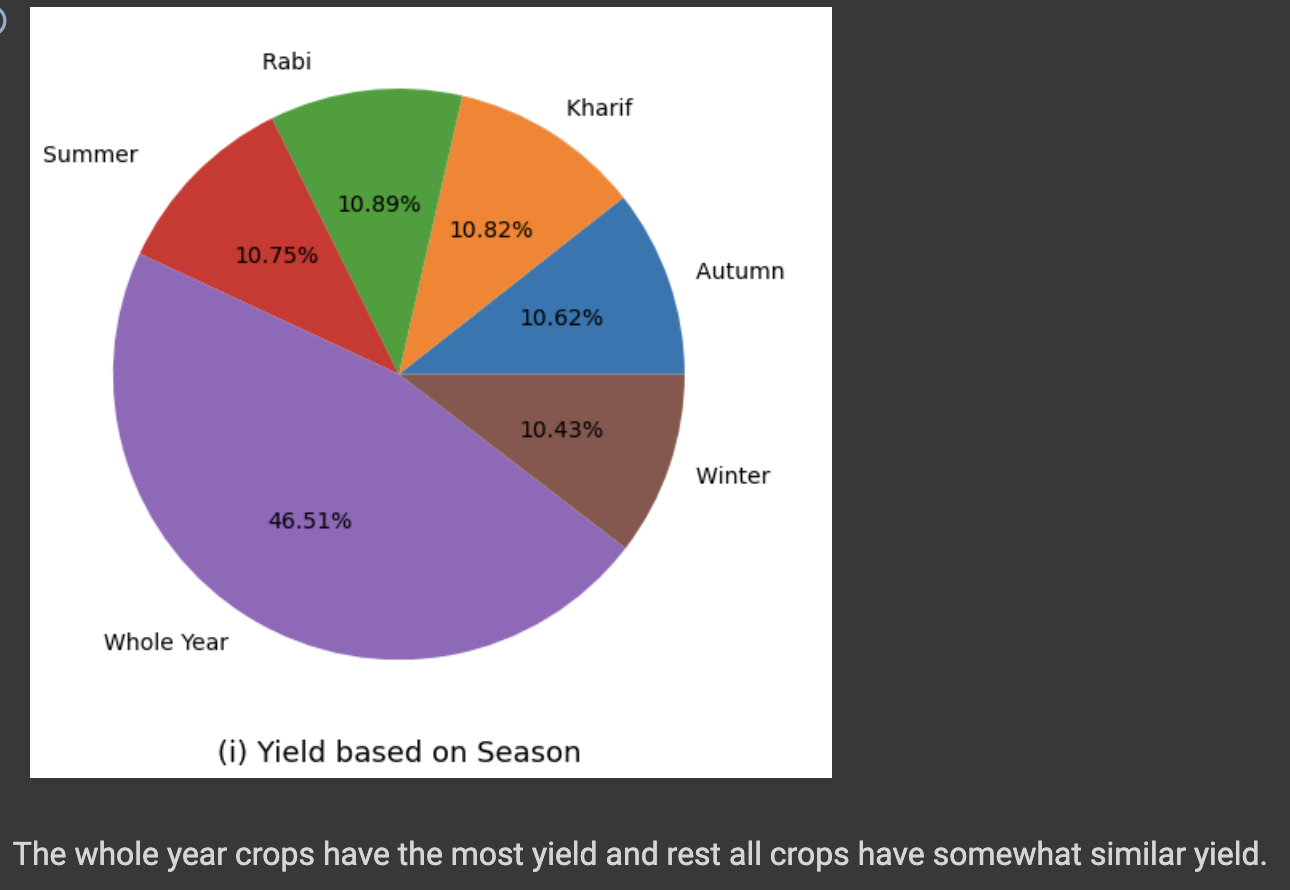 Rabi
Kharif
Summer
10.89%
10.82%
10.75%
Autumn
10.62%
10.43%
Winter
46.51%
Whole Year
(i) Yield based on Season
The whole year crops have the most yield and rest all crops have somewhat similar yield.